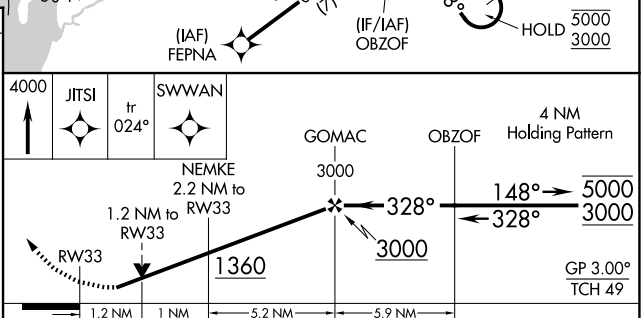 (IAF)
FEPNA
(IF/IAF)
OBZOF
HOLD
5000
3000
4000
JITSI
tr
024°
SWWAN
GOMAC
OBZOF
4 NM
Holding Pattern
3000
NEMKE
2.2 NM to
RW33
1.2 NM to
RW33
RW33
328°
148°
328°
5000
3000
3000
1360
GP 3.00°
TCH 49
1.2 NM
1 NM
5.2 NM
5.9 NM